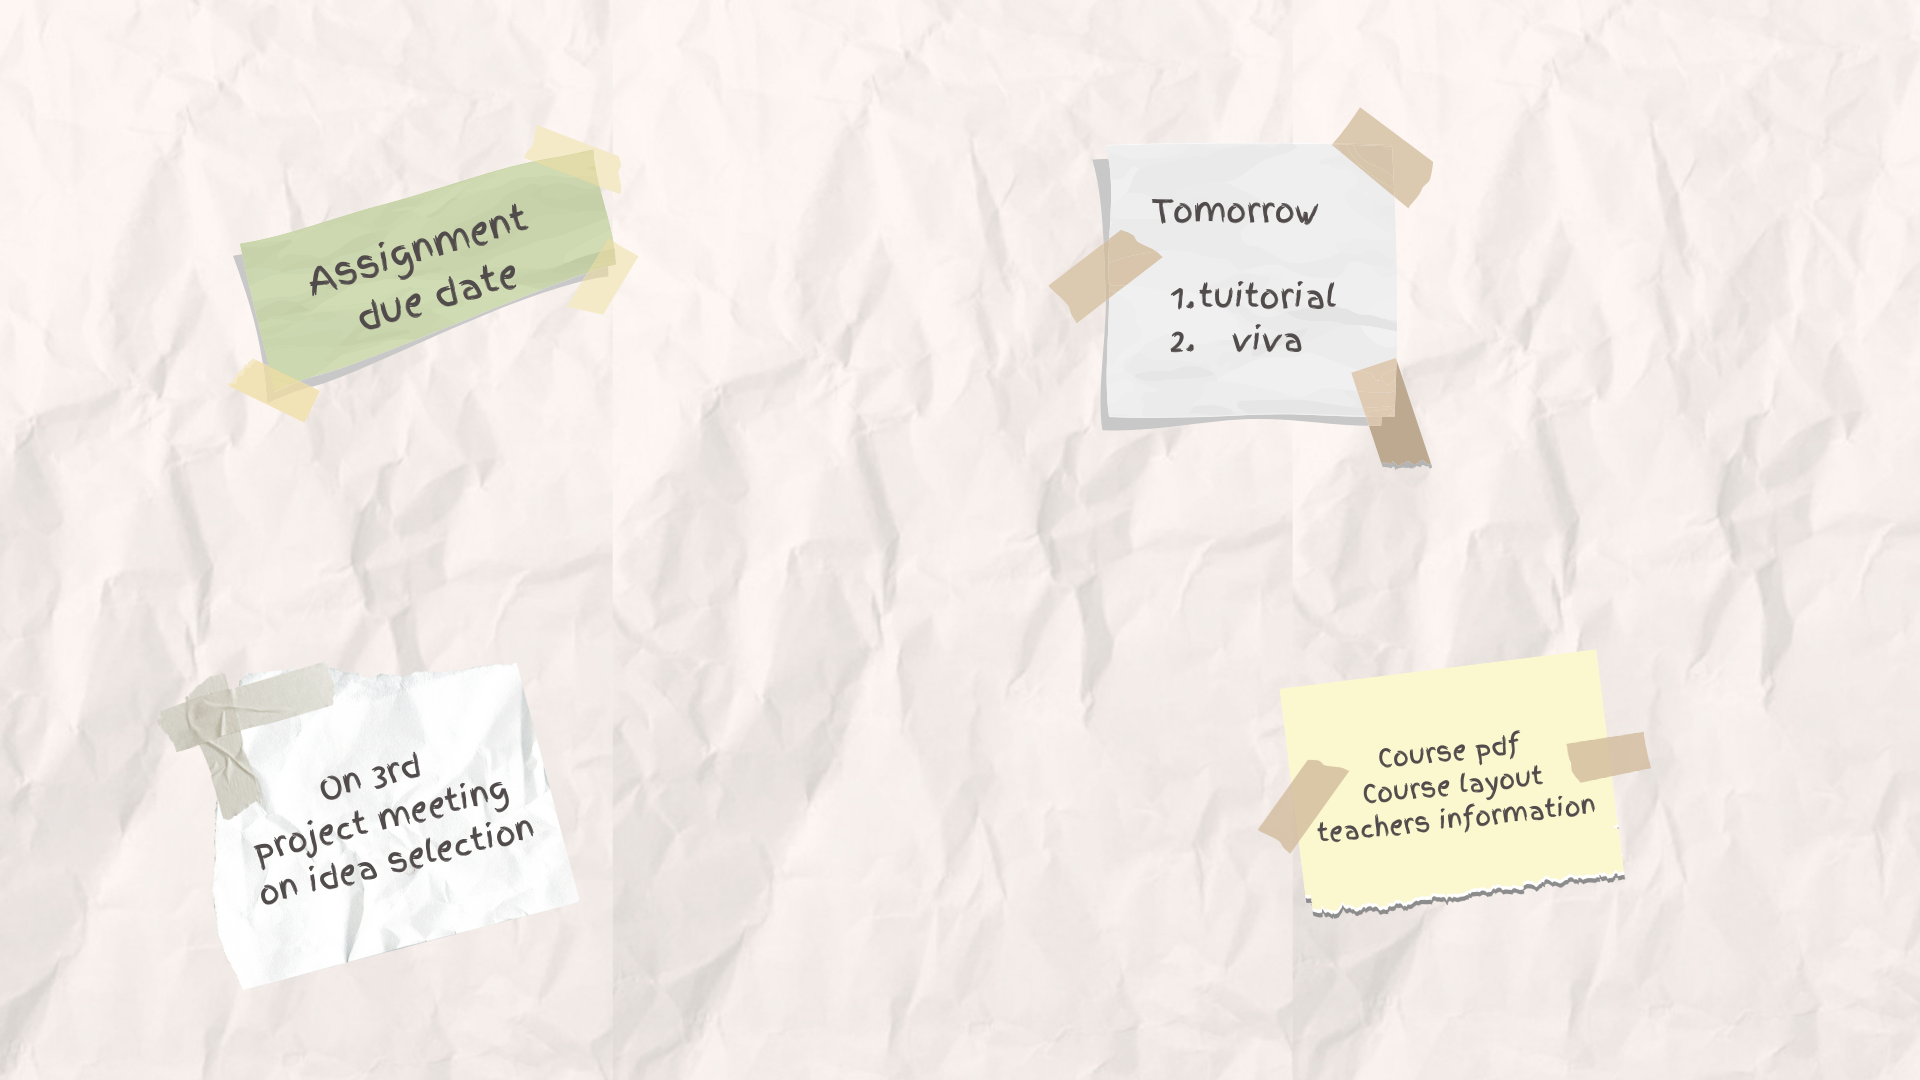 Assignment
due date
Tomorrow
1.tuitorial
2. viva
On 3rd
project meeting
on idea selection
Course pdf
Course layout
teachers information